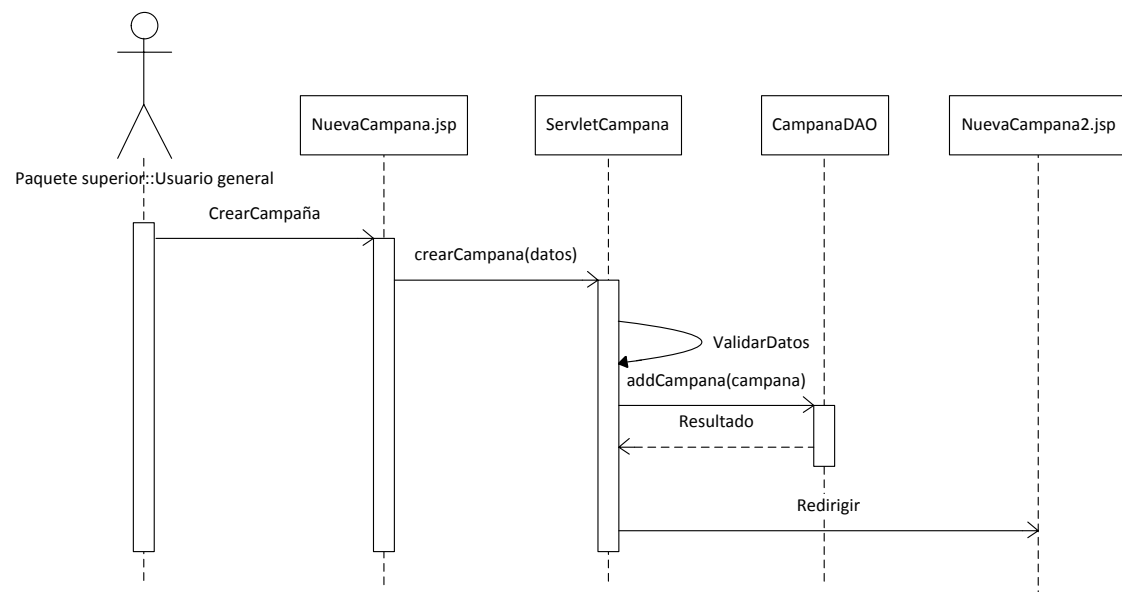 NuevaCampana.jsp
ServletCampana
CampanaDAO
NuevaCampana2.jsp
Paquete superior::Usuario general
CrearCampaña
crearCampana(datos)
ValidarDatos
addCampana(campana)
Resultado
Redirigir